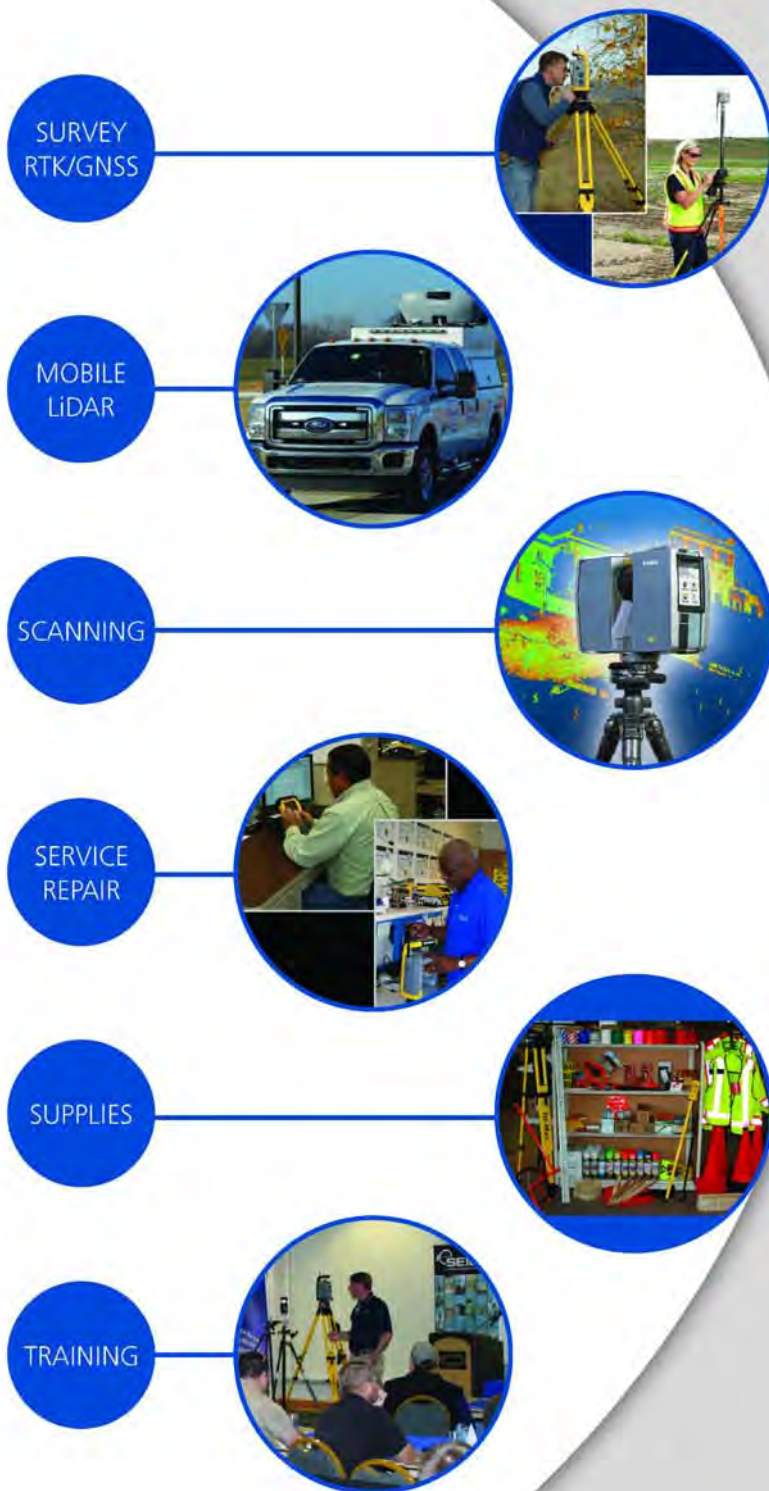 SURVEY
RTK/GNSS
MOBILE
LiDAR
SCANNING
SERVICE
REPAIR
SUPPLIES
TRAINING